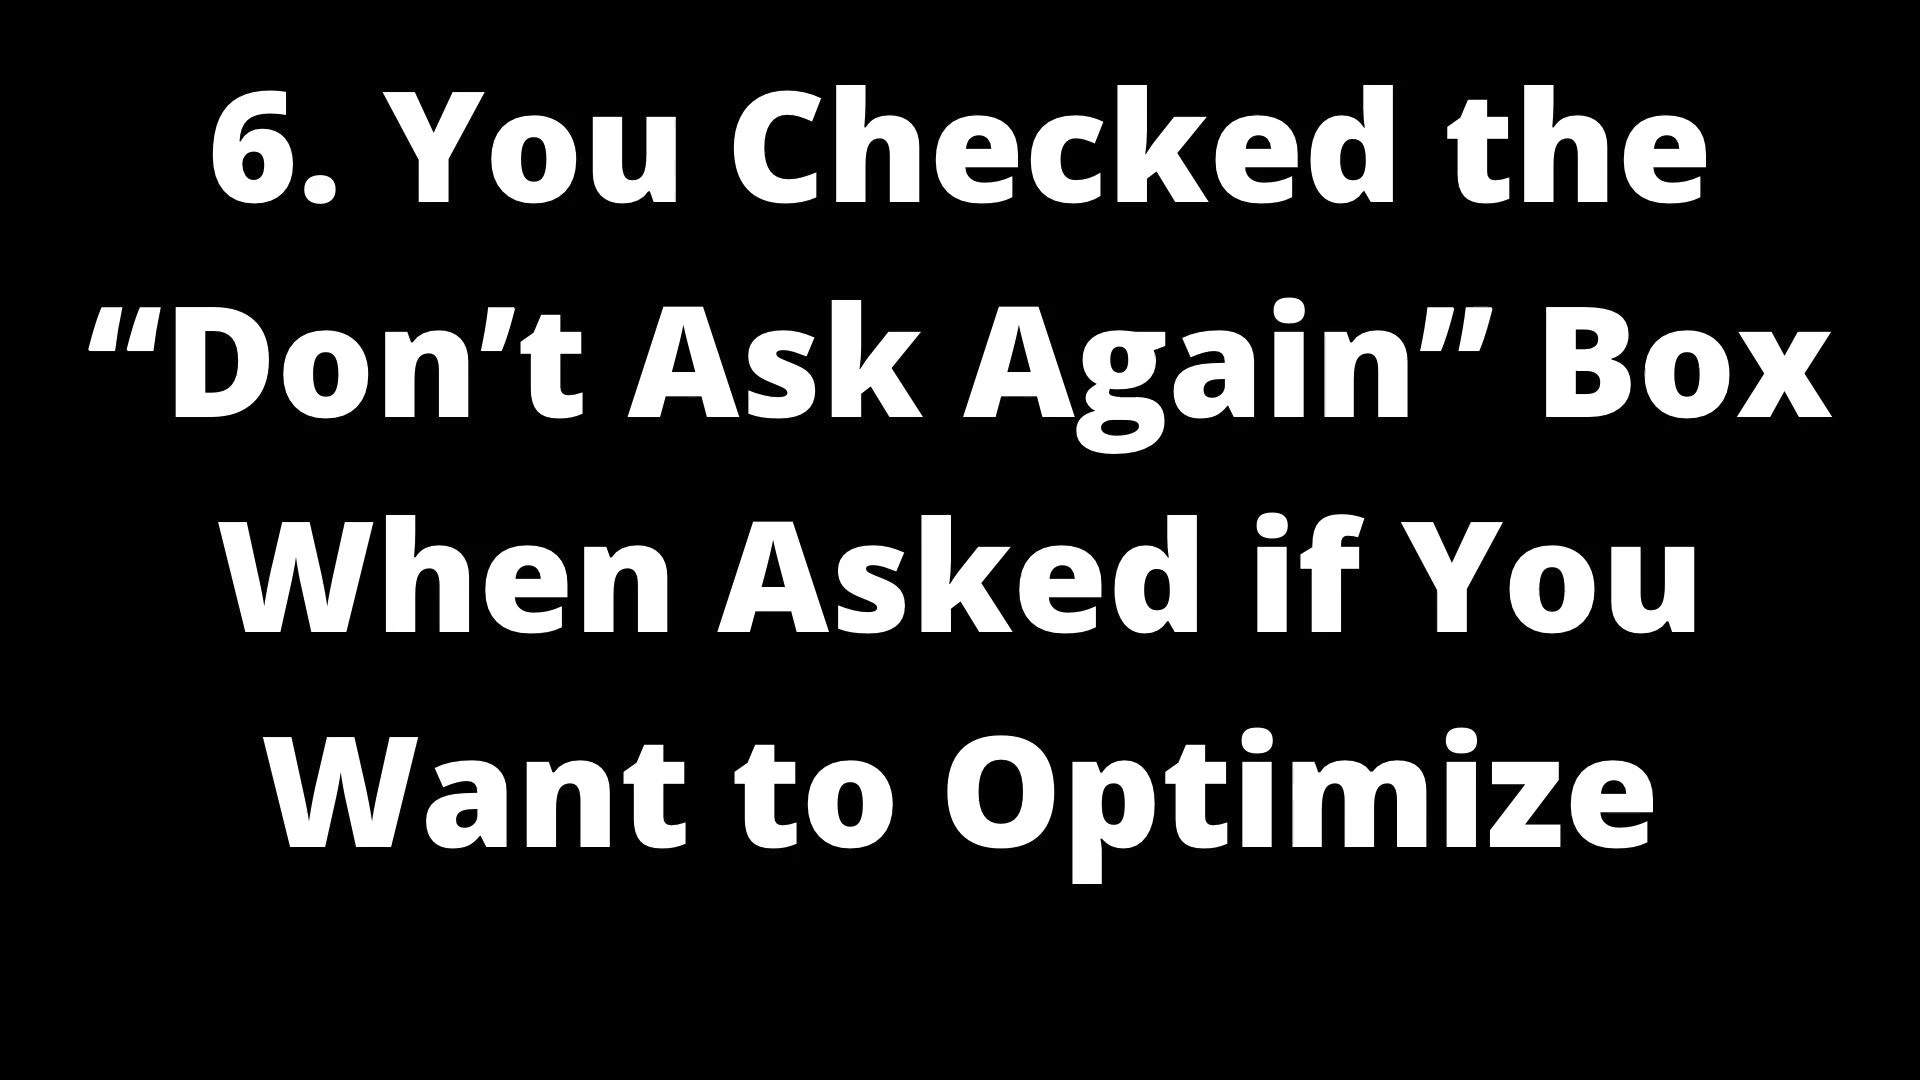 6. You Checked the
“Don’t Ask Again” Box
When Asked if You
Want to Optimize